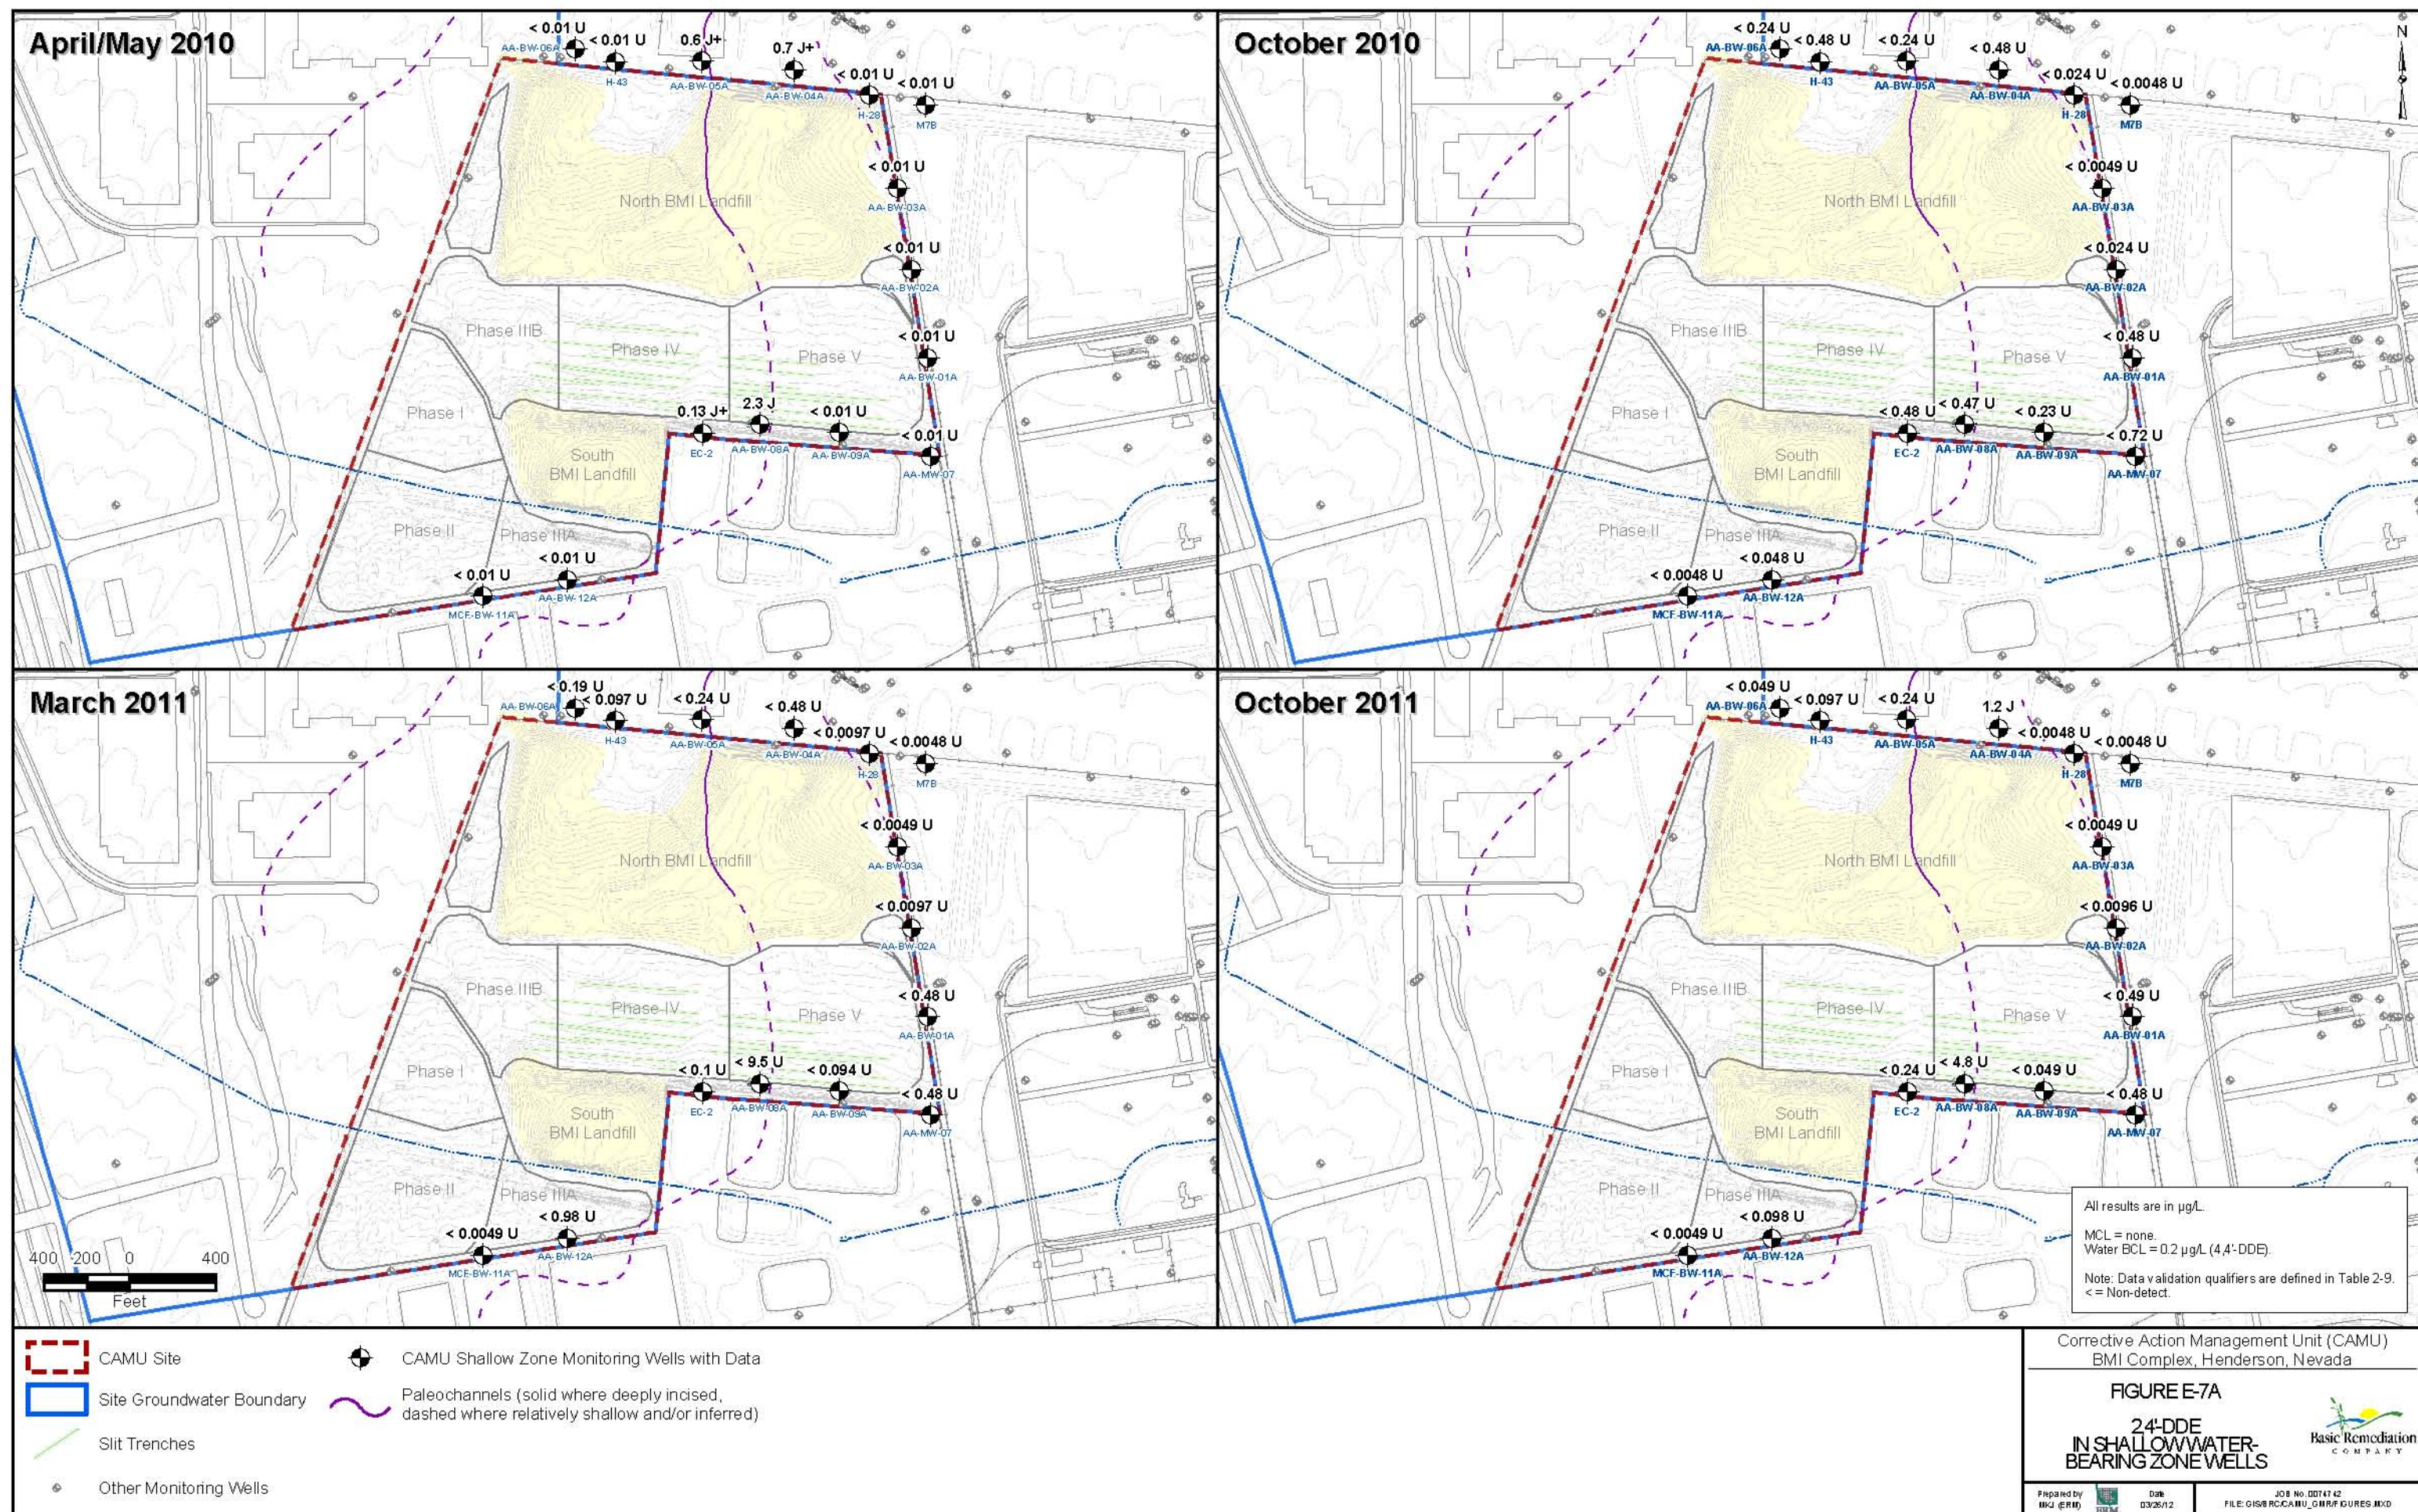 April/May 2010
< 0.01 U
AA-BW-06A
< 0.01 U
H-43
0.6 J+
AA-BW-05A
0.7 J+
AA-BW-04A
< 0.01 U
H-28
< 0.01 U
M7B
< 0.01 U
AA-BW-03A
< 0.01 U
AA-BW-02A
< 0.01 U
AA-BW-01A
North BMI Landfill
Phase IIIB
Phase IV
Phase V
Phase I
0.13 J+
EC-2
2.3 J
AA-BW-08A
< 0.01 U
AA-BW-09A
< 0.01 U
AA-MW-07
South
BMI Landfill
Phase II
Phase IIIA
< 0.01 U
MCF-BW-11A
< 0.01 U
AA-BW-12A
October 2010
N
< 0.24 U
AA-BW-06A
< 0.48 U
H-43
< 0.24 U
AA-BW-05A
< 0.48 U
AA-BW-04A
< 0.024 U
H-28
< 0.0048 U
M7B
< 0.0049 U
AA-BW-03A
< 0.024 U
AA-BW-02A
< 0.48 U
AA-BW-01A
North BMI Landfill
Phase IIIB
Phase IV
Phase V
Phase I
< 0.48 U
EC-2
< 0.47 U
AA-BW-08A
< 0.23 U
AA-BW-09A
< 0.72 U
AA-MW-07
South
BMI Landfill
Phase II
Phase IIIA
< 0.0048 U
MCF-BW-11A
< 0.048 U
AA-BW-12A
March 2011
< 0.19 U
AA-BW-06A
< 0.097 U
H-43
< 0.24 U
AA-BW-05A
< 0.48 U
AA-BW-04A
< 0.0097 U
H-28
< 0.0048 U
M7B
< 0.0049 U
AA-BW-03A
< 0.0097 U
AA-BW-02A
< 0.48 U
AA-BW-01A
North BMI Landfill
Phase IIIB
Phase IV
Phase V
Phase I
< 0.1 U
EC-2
< 9.5 U
AA-BW-08A
< 0.094 U
AA-BW-09A
< 0.48 U
AA-MW-07
South
BMI Landfill
Phase II
Phase IIIA
< 0.0049 U
MCF-BW-11A
< 0.98 U
AA-BW-12A
400 200 0 400
Feet
October 2011
< 0.049 U
AA-BW-06A
< 0.097 U
H-43
< 0.24 U
AA-BW-05A
1.2 J
AA-BW-04A
< 0.0048 U
H-28
< 0.0048 U
M7B
< 0.0049 U
AA-BW-03A
< 0.0096 U
AA-BW-02A
< 0.49 U
AA-BW-01A
North BMI Landfill
Phase IIIB
Phase IV
Phase V
Phase I
< 0.24 U
EC-2
< 4.8 U
AA-BW-08A
< 0.049 U
AA-BW-09A
< 0.48 U
AA-MW-07
South
BMI Landfill
Phase II
Phase IIIA
< 0.0049 U
MCF-BW-11A
< 0.098 U
AA-BW-12A
All results are in µg/L.
MCL = none.
Water BCL = 0.2 µg/L (4,4'-DDE).
Note: Data validation qualifiers are defined in Table 2-9.
< = Non-detect.
CAMU Site
Site Groundwater Boundary
Slit Trenches
Other Monitoring Wells
CAMU Shallow Zone Monitoring Wells with Data
Paleochannels (solid where deeply incised,
dashed where relatively shallow and/or inferred)
Corrective Action Management Unit (CAMU)
BMI Complex, Henderson, Nevada
FIGURE E-7A
2,4'-DDE
IN SHALLOW WATER-
BEARING ZONE WELLS
Basic Remediation
COMPANY
Prepared by
MKJ (ERM)
ERM
Date
03/26/12
JOB No. 0074742
FILE: GIS/BRC/CAMU_GMR/FIGURES.MXD